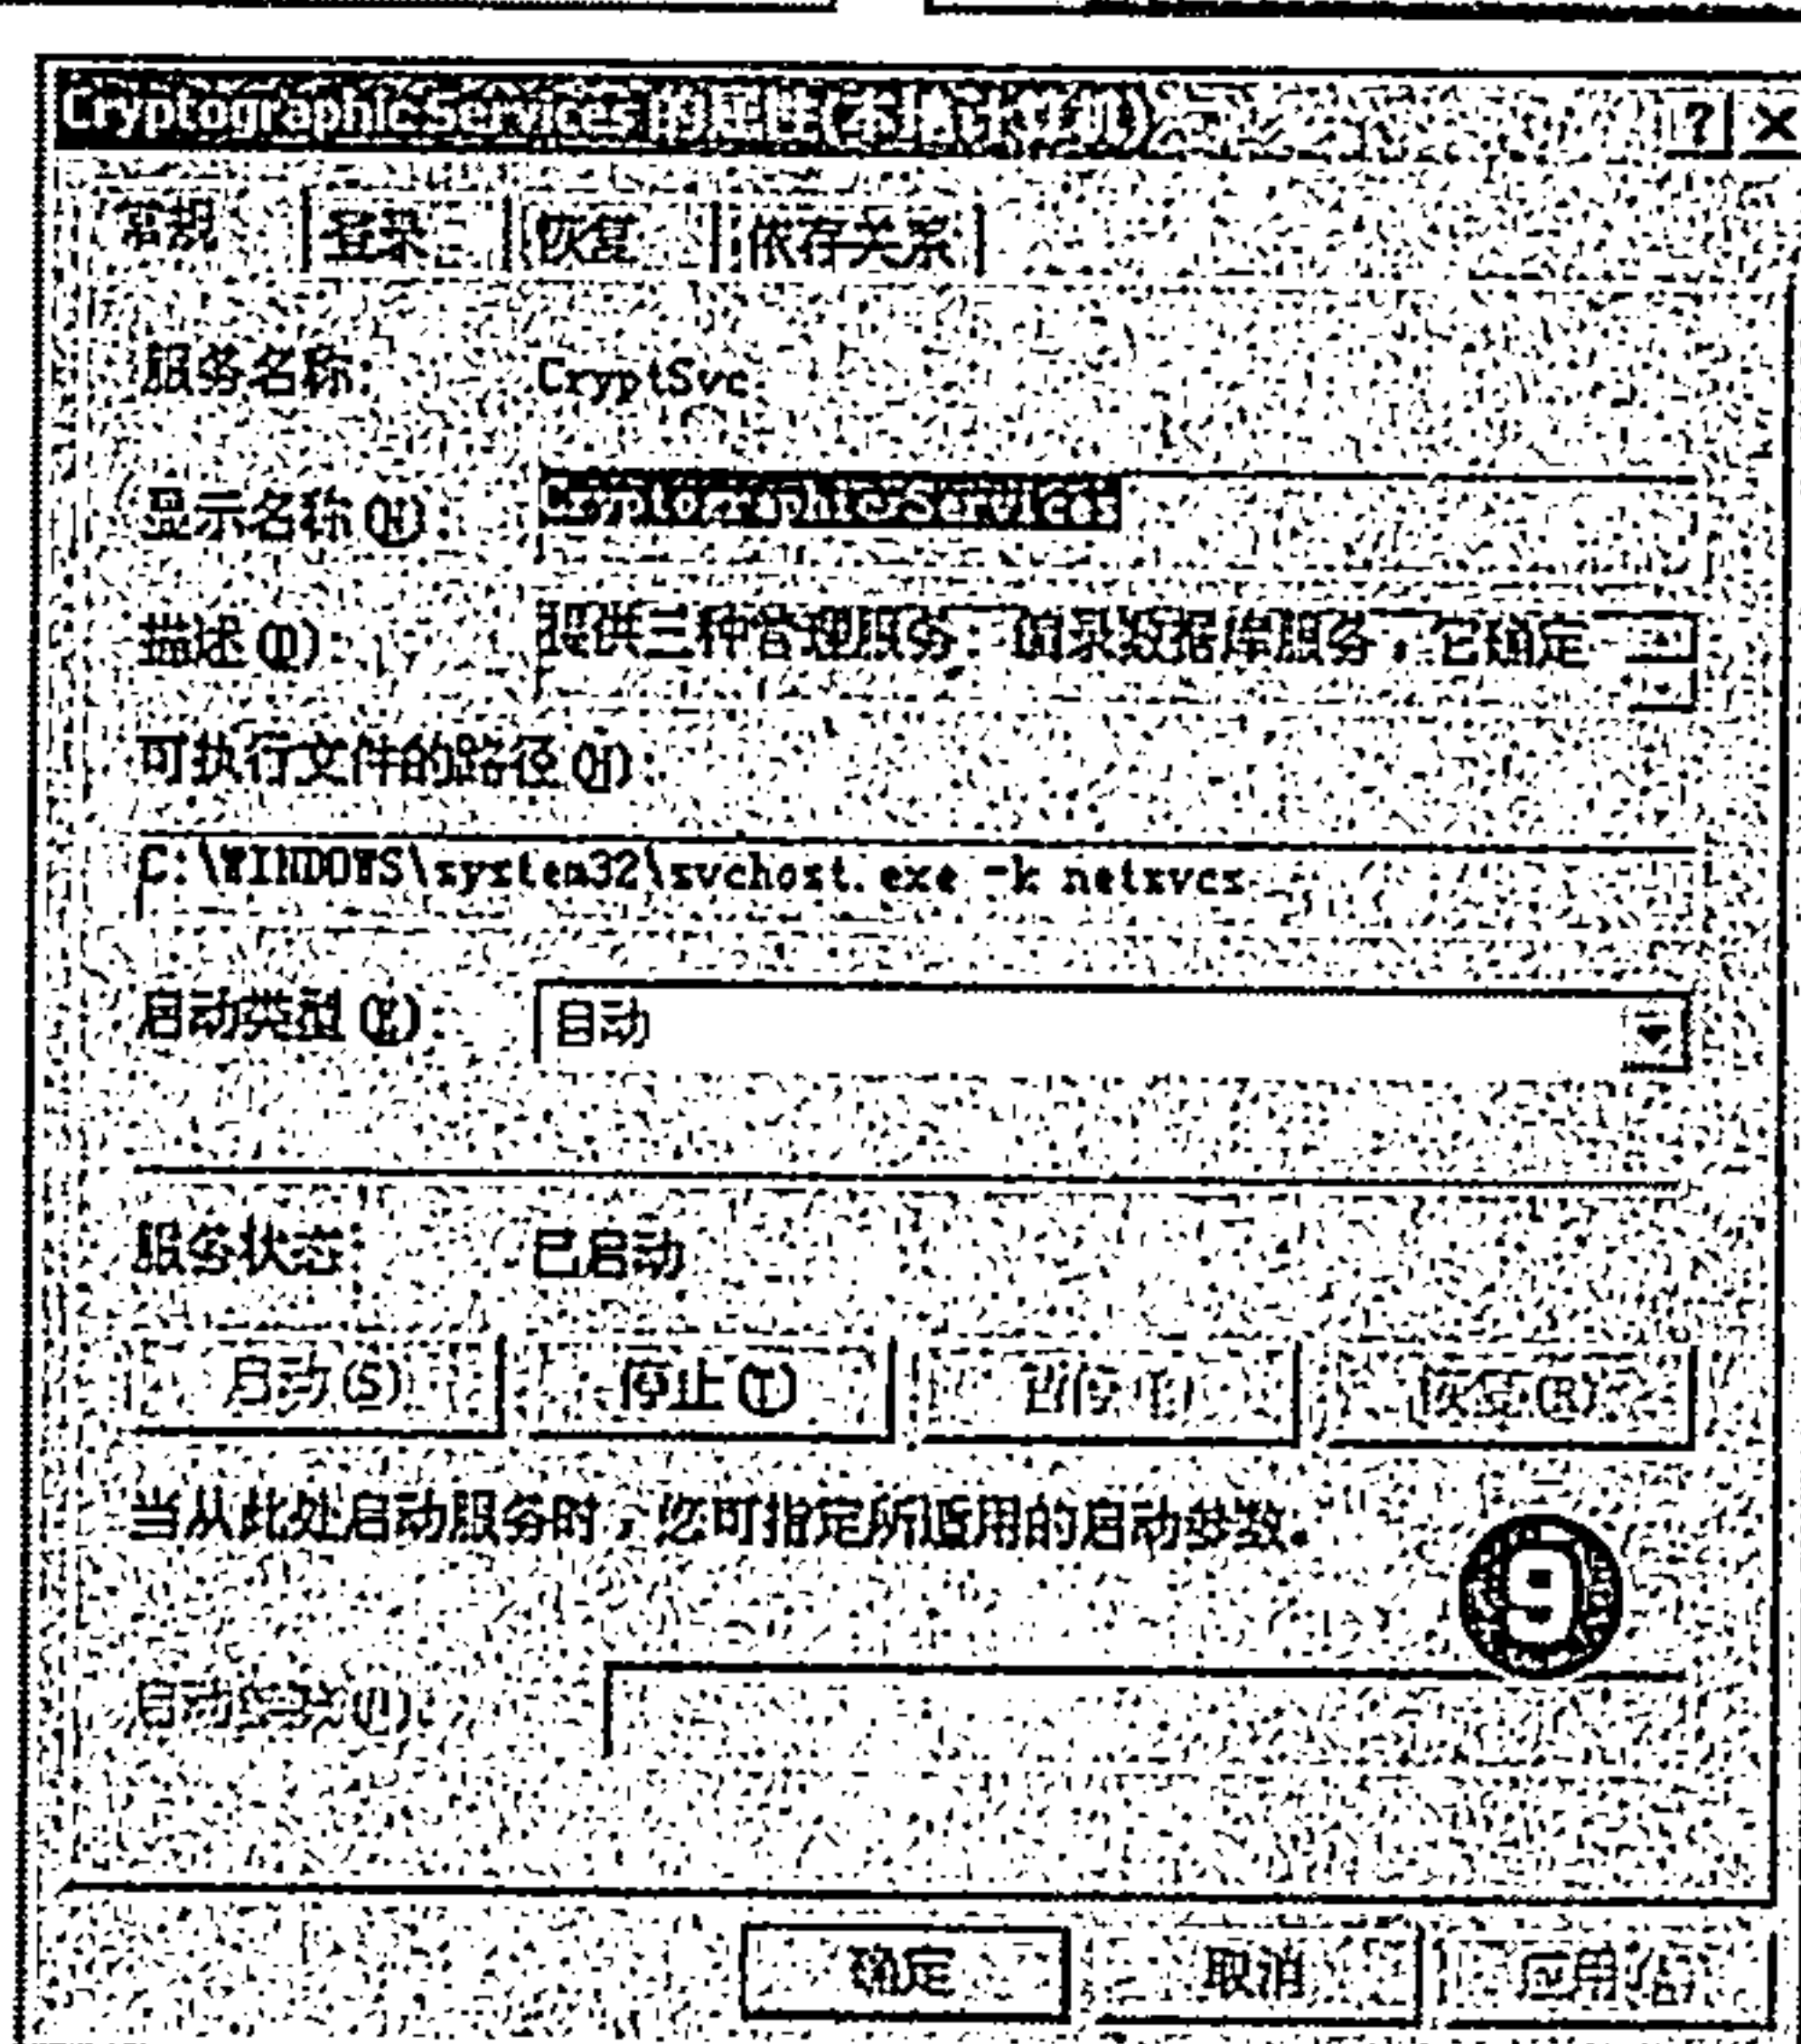 Cryptographic Services 的属性(本地计算机)
常规 登录 恢复 依存关系
服务名称: CryptSvc
显示名称(N): Cryptographic Services
描述(D): 提供三种管理服务: 编录数据库服务，它确定
可执行文件的路径(H):
C:\WINDOWS\system32\svchost.exe -k netsvcs
启动类型(E): 自动
服务状态: 已启动
启动(S) 停止(T) 暂停(P) 恢复(R)
当从此处启动服务时，您可指定所适用的启动参数。
9
启动参数(M):
确定 取消 应用(A)